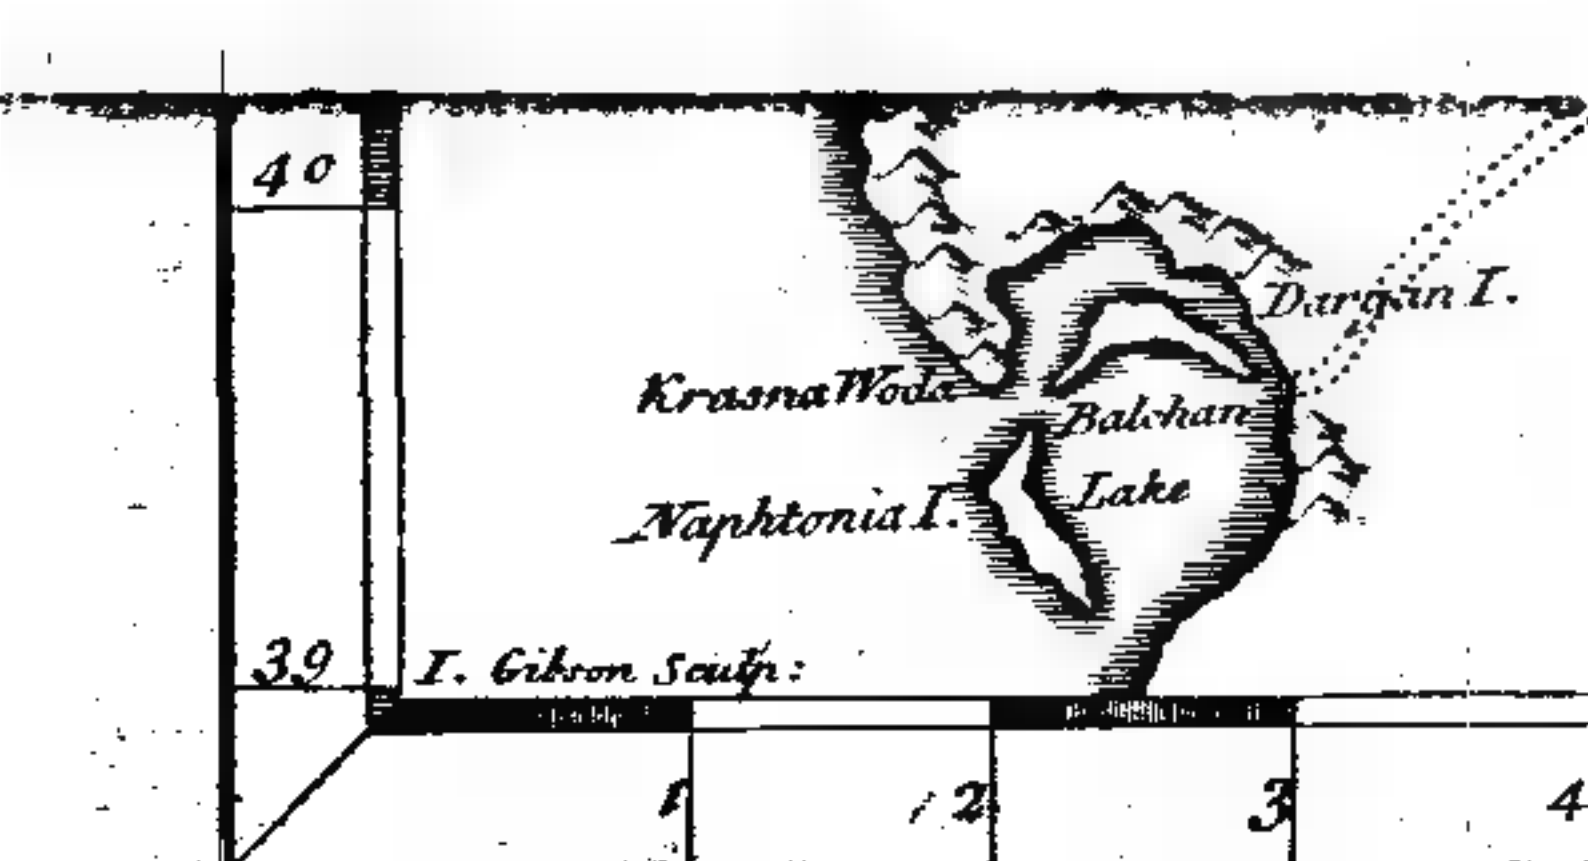 40
Dargan I.
Krasna Woda
Balchan
Lake
Naphtonia I.
39
I. Gibson Sculp:
1 2 3 4